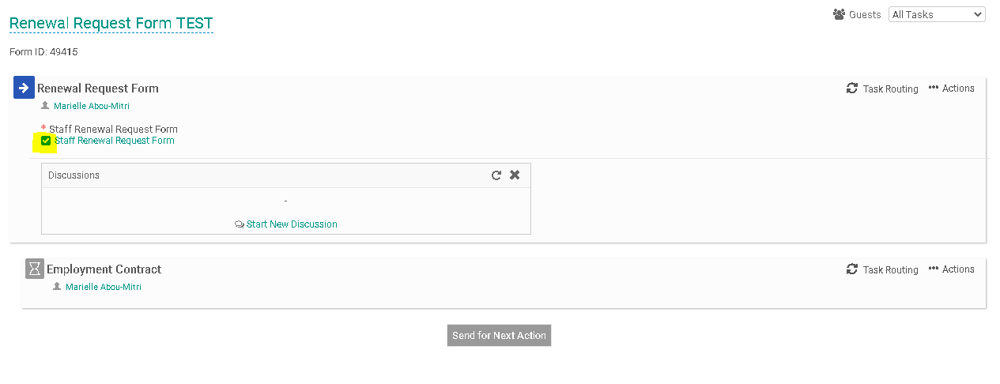 Renewal Request Form TEST
Guests
All Tasks
Form ID: 49415
Renewal Request Form
Task Routing
••• Actions
Marielle Abou-Mitri
* Staff Renewal Request Form
Staff Renewal Request Form
Discussions
-
Start New Discussion
Employment Contract
Task Routing
••• Actions
Marielle Abou-Mitri
Send for Next Action